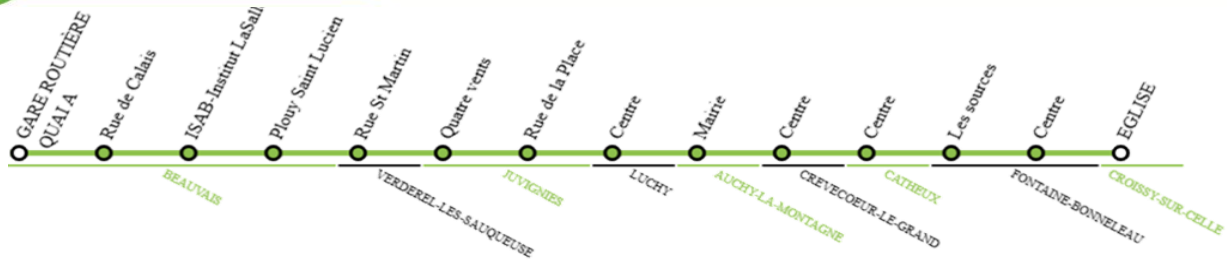 GARE ROUTIÈRE
QUAI A
Rue de Calais
ISAB-Institut LaSall
Plouy Saint Lucien
Rue St Martin
Quatre vents
Rue de la Place
Centre
Mairie
Centre
Centre
Les sources
Centre
EGLISE
BEAUVAIS
VERDEREL-LES-SAUQUEUSE
JUVIGNIES
LUCHY
AUCHY-LA-MONTAGNE
CREVECOEUR-LE-GRAND
CATHEUX
FONTAINE-BONNELEAU
CROISSY-SUR-CELLE